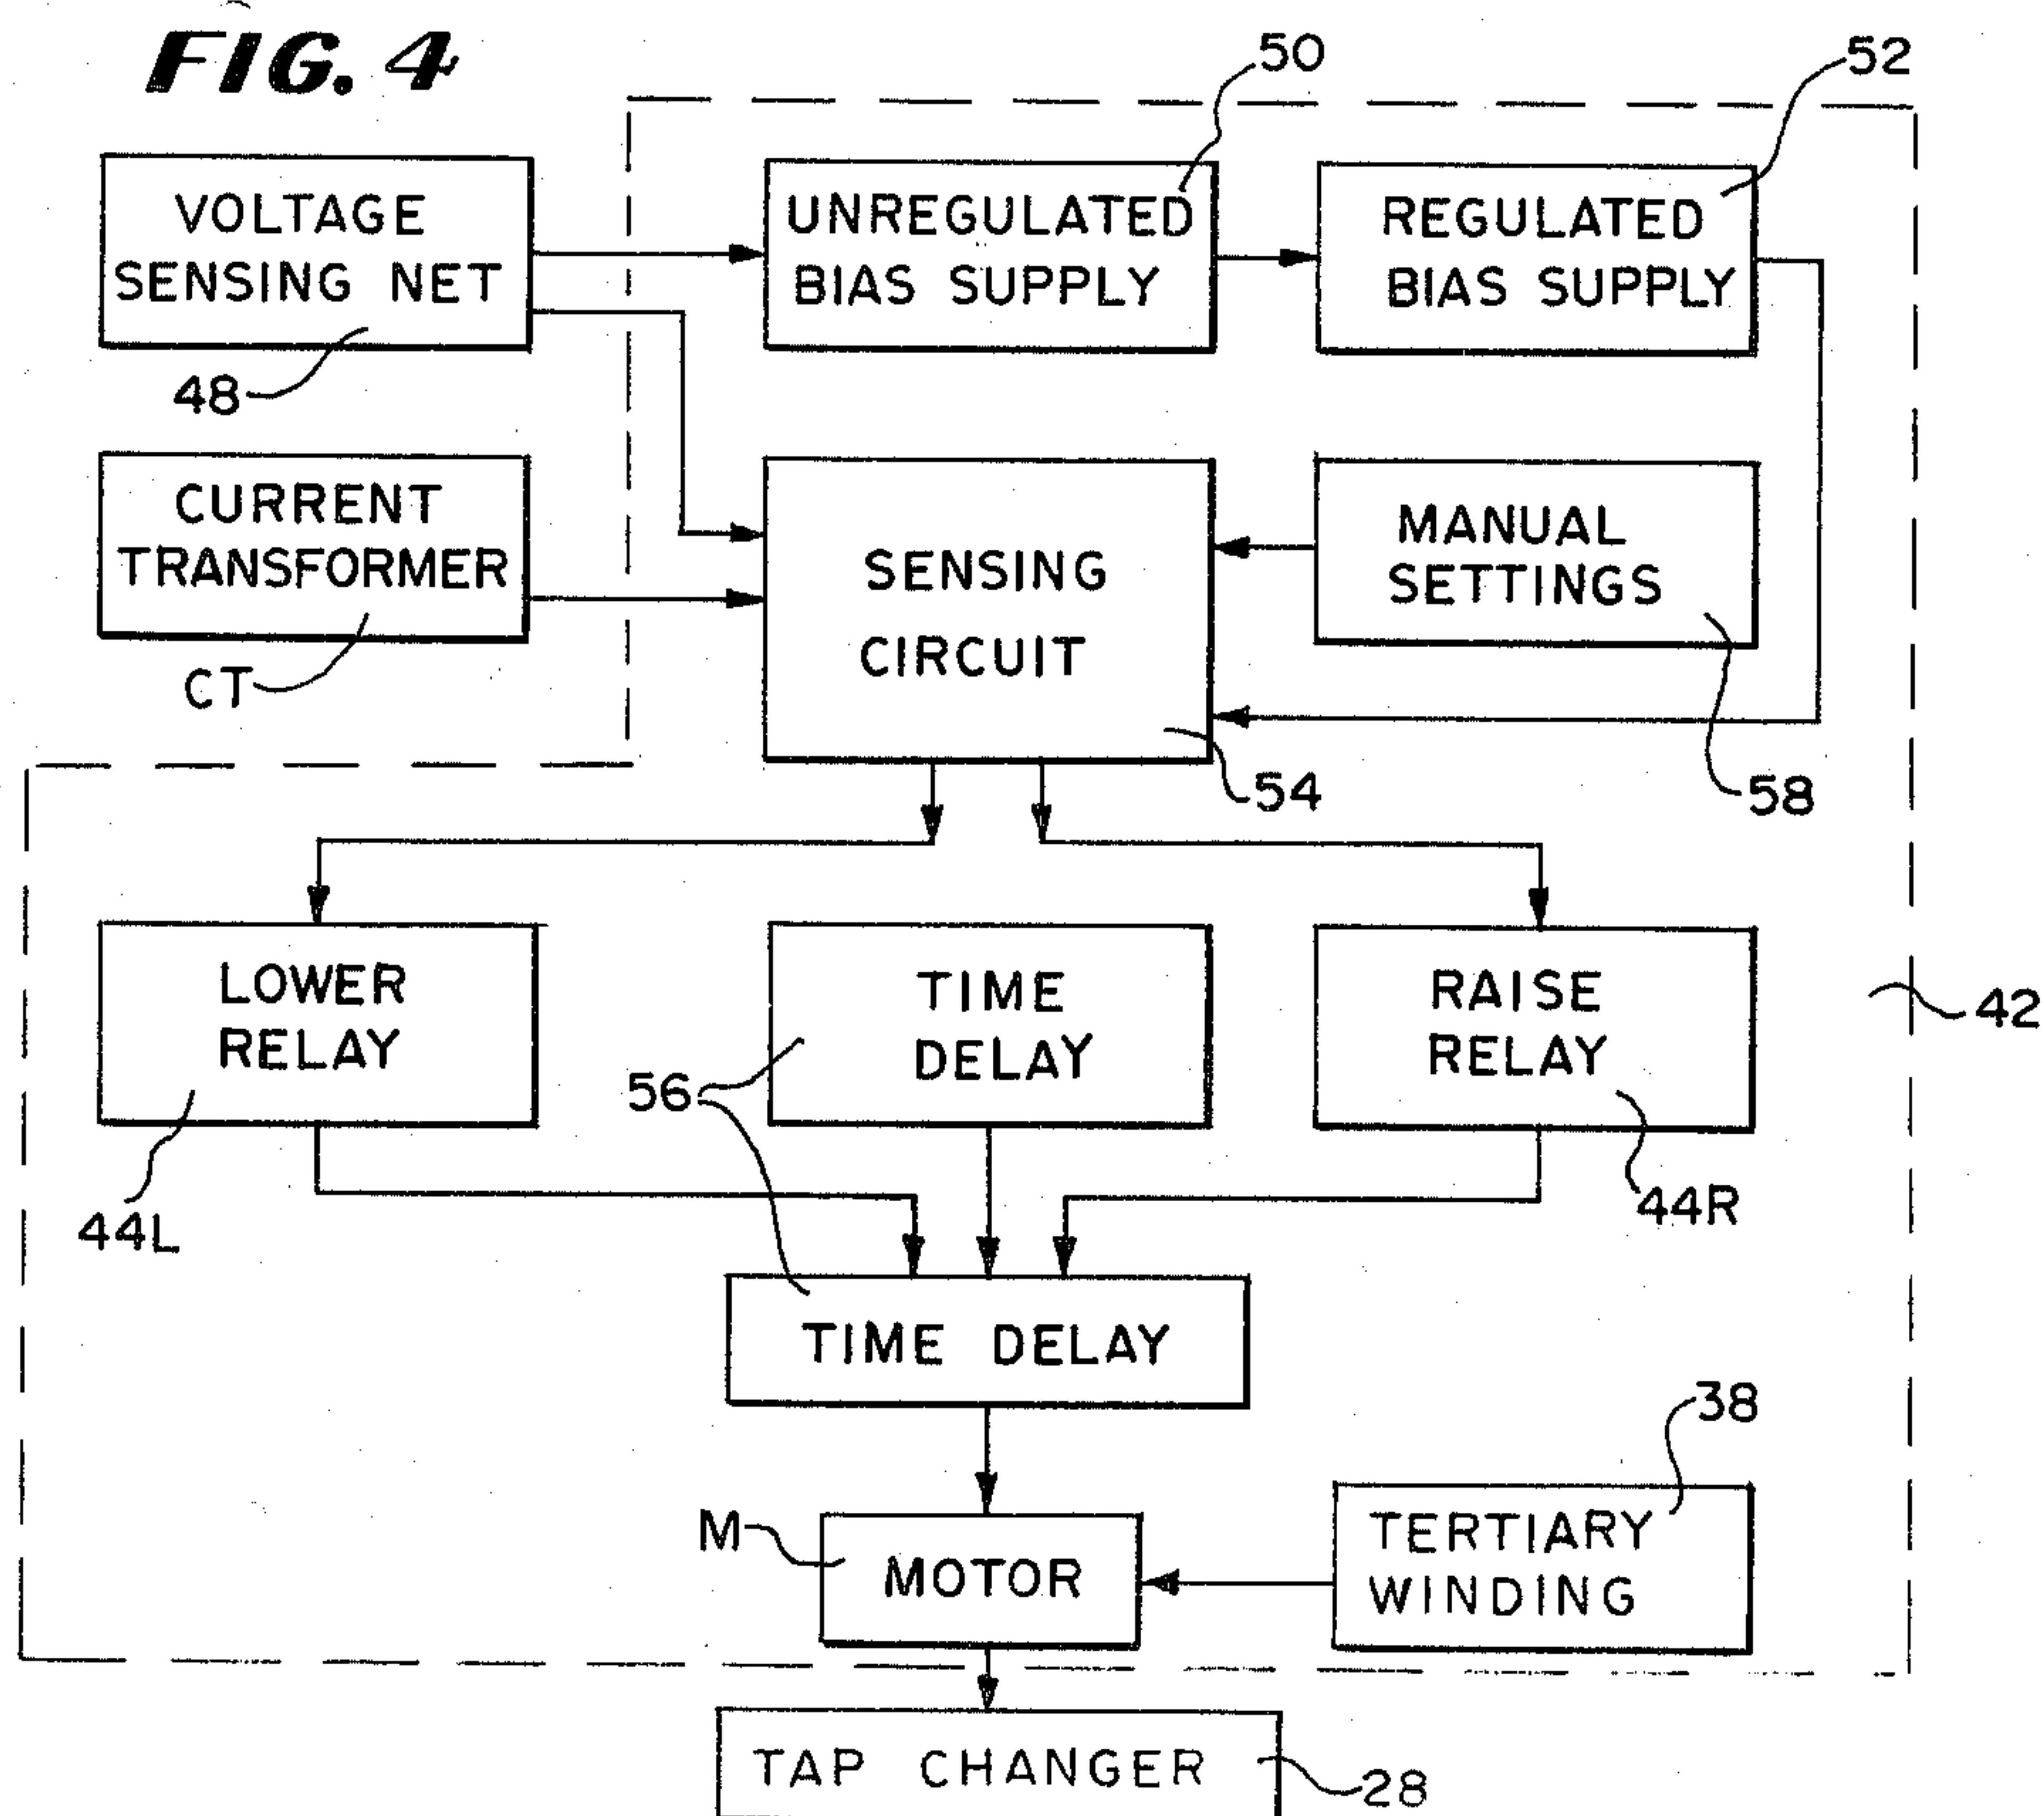 FIG. 4
50
52
VOLTAGE
SENSING NET
48
UNREGULATED
BIAS SUPPLY
REGULATED
BIAS SUPPLY
CURRENT
TRANSFORMER
CT
SENSING
CIRCUIT
54
MANUAL
SETTINGS
58
LOWER
RELAY
44L
TIME
DELAY
56
RAISE
RELAY
44R
42
TIME DELAY
38
M
MOTOR
TERTIARY
WINDING
TAP CHANGER
28